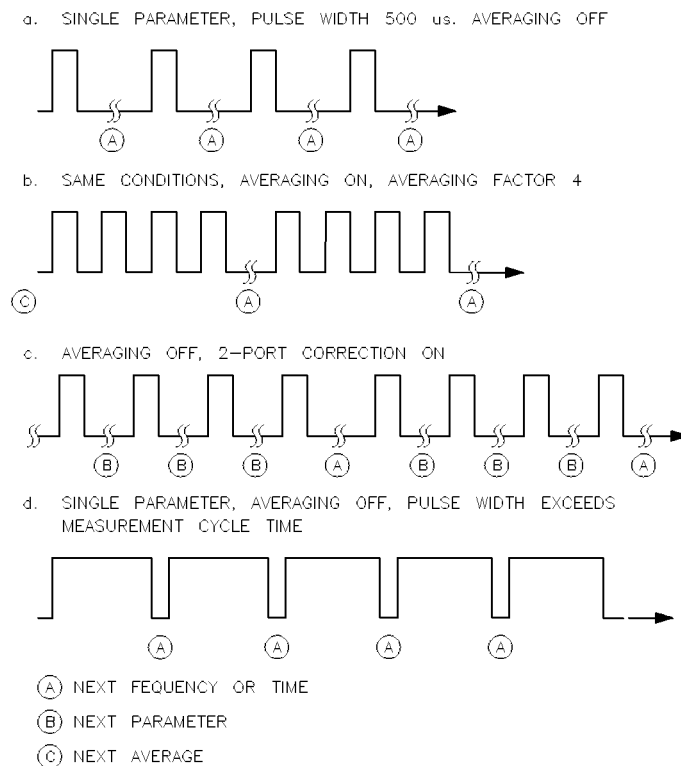 a. SINGLE PARAMETER, PULSE WIDTH 500 us. AVERAGING OFF
A A A A
b. SAME CONDITIONS, AVERAGING ON, AVERAGING FACTOR 4
C A A
c. AVERAGING OFF, 2-PORT CORRECTION ON
B B B A B B B A
d. SINGLE PARAMETER, AVERAGING OFF, PULSE WIDTH EXCEEDS
MEASUREMENT CYCLE TIME
A A A A
A NEXT FEQUENCY OR TIME
B NEXT PARAMETER
C NEXT AVERAGE